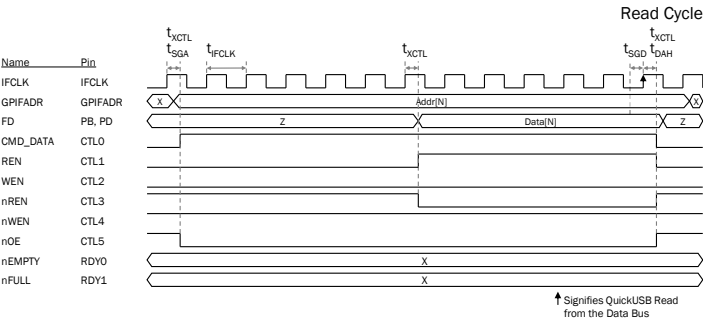 Read Cycle
tXCTL
tSGA
tIFCLK
tXCTL
tSGD
tXCTL
tDAH
Name Pin
IFCLK IFCLK
GPIFADR GPIFADR X Addr[N] X
FD PB, PD Z Data[N] Z
CMD_DATA CTL0
REN CTL1
WEN CTL2
nREN CTL3
nWEN CTL4
nOE CTL5
nEMPTY RDY0 X
nFULL RDY1 X
Signifies QuickUSB Read
from the Data Bus